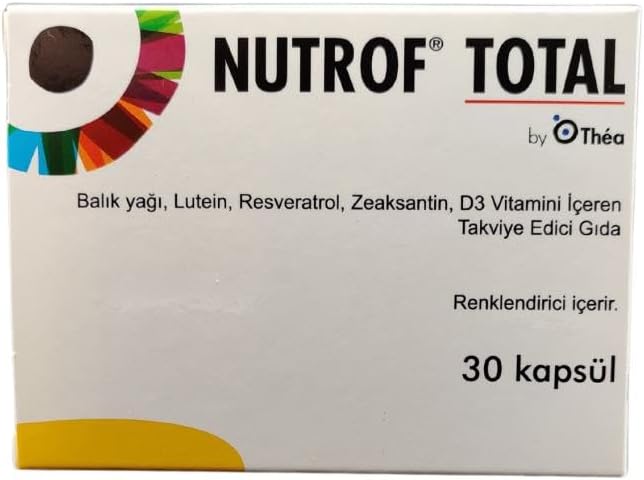 NUTROF® TOTAL
by Théa
Balık yağı, Lutein, Resveratrol, Zeaksantin, D3 Vitamini İçeren
Takviye Edici Gıda
Renklendirici içerir.
30 kapsül